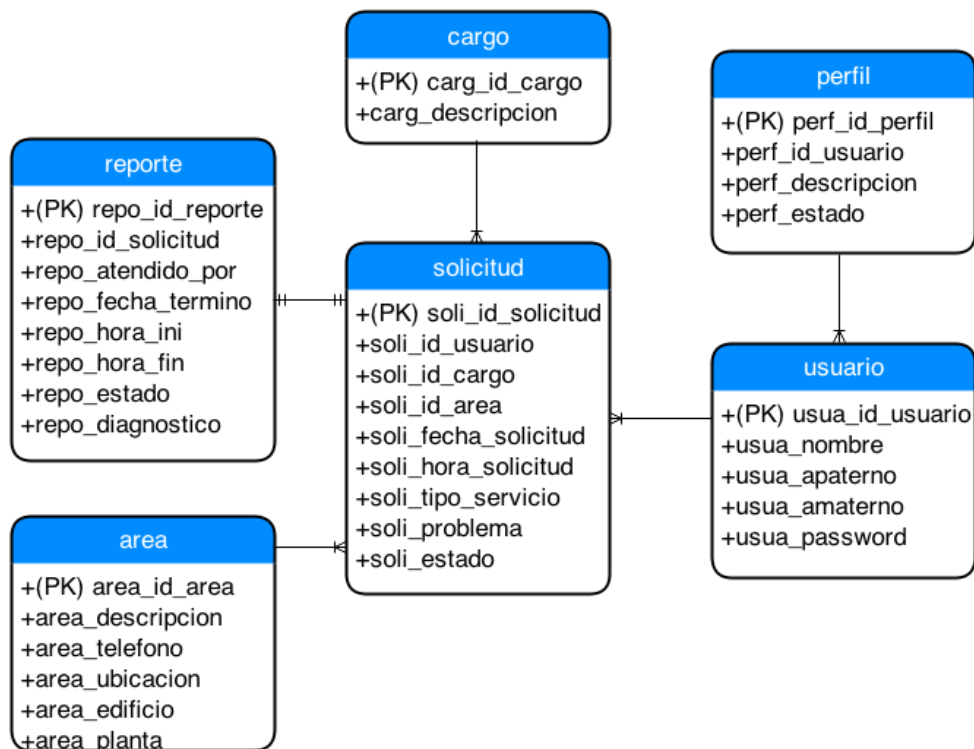 cargo
+(PK) carg_id_cargo
+carg_descripcion
perfil
+(PK) perf_id_perfil
+perf_id_usuario
+perf_descripcion
+perf_estado
reporte
+(PK) repo_id_reporte
+repo_id_solicitud
+repo_atendido_por
+repo_fecha_termino
+repo_hora_ini
+repo_hora_fin
+repo_estado
+repo_diagnostico
solicitud
+(PK) soli_id_solicitud
+soli_id_usuario
+soli_id_cargo
+soli_id_area
+soli_fecha_solicitud
+soli_hora_solicitud
+soli_tipo_servicio
+soli_problema
+soli_estado
usuario
+(PK) usua_id_usuario
+usua_nombre
+usua_apaterno
+usua_amaterno
+usua_password
area
+(PK) area_id_area
+area_descripcion
+area_telefono
+area_ubicacion
+area_edificio
+area_planta